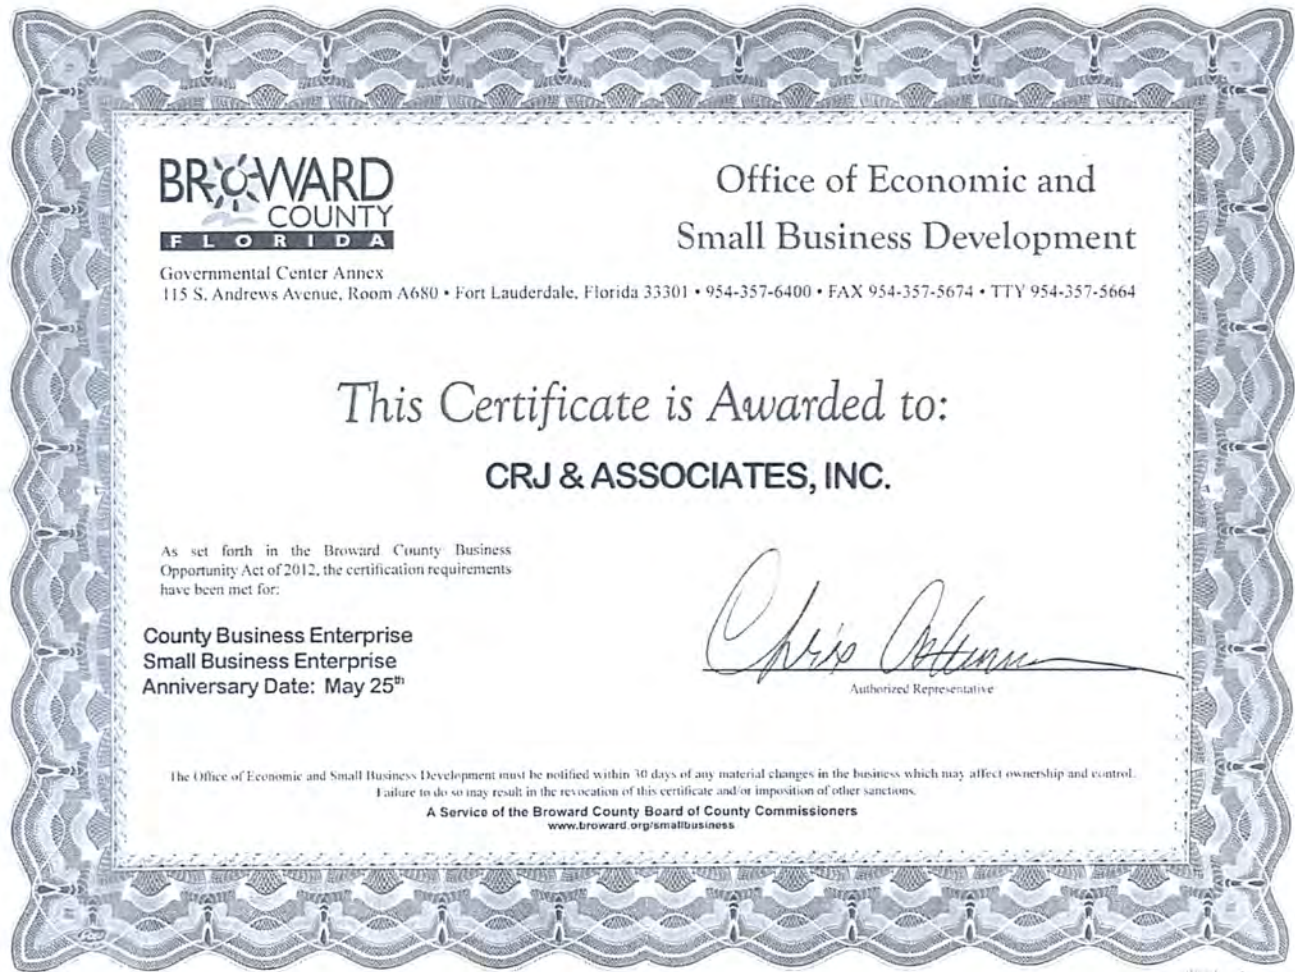 BROWARD
COUNTY
FLORIDA
Office of Economic and
Small Business Development
Governmental Center Annex
115 S. Andrews Avenue, Room A680 • Fort Lauderdale, Florida 33301 • 954-357-6400 • FAX 954-357-5674 • TTY 954-357-5664
This Certificate is Awarded to:
CRJ & ASSOCIATES, INC.
As set forth in the Broward County Business
Opportunity Act of 2012, the certification requirements
have been met for:
County Business Enterprise
Small Business Enterprise
Anniversary Date: May 25th
Chris
Authorized Representative
The Office of Economic and Small Business Development must be notified within 30 days of any material changes in the business which may affect ownership and control.
Failure to do so may result in the revocation of this certificate and/or imposition of other sanctions.
A Service of the Broward County Board of County Commissioners
www.broward.org/smallbusiness